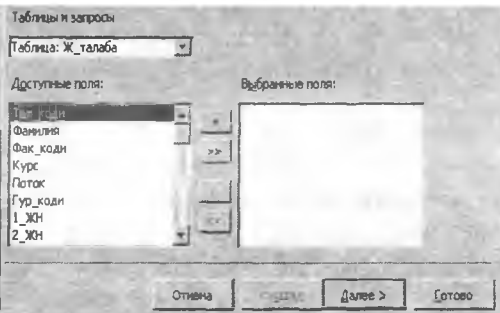 Таблицы и запросы
Таблица: Ж_талаба
Доступные поля:
Выбранные поля:
Фамилия
Фак_коди
Курс
Поток
Гур_коди
1_ЖН
2_ЖН
>
>>
<<
Отмена
Далее >
Готово